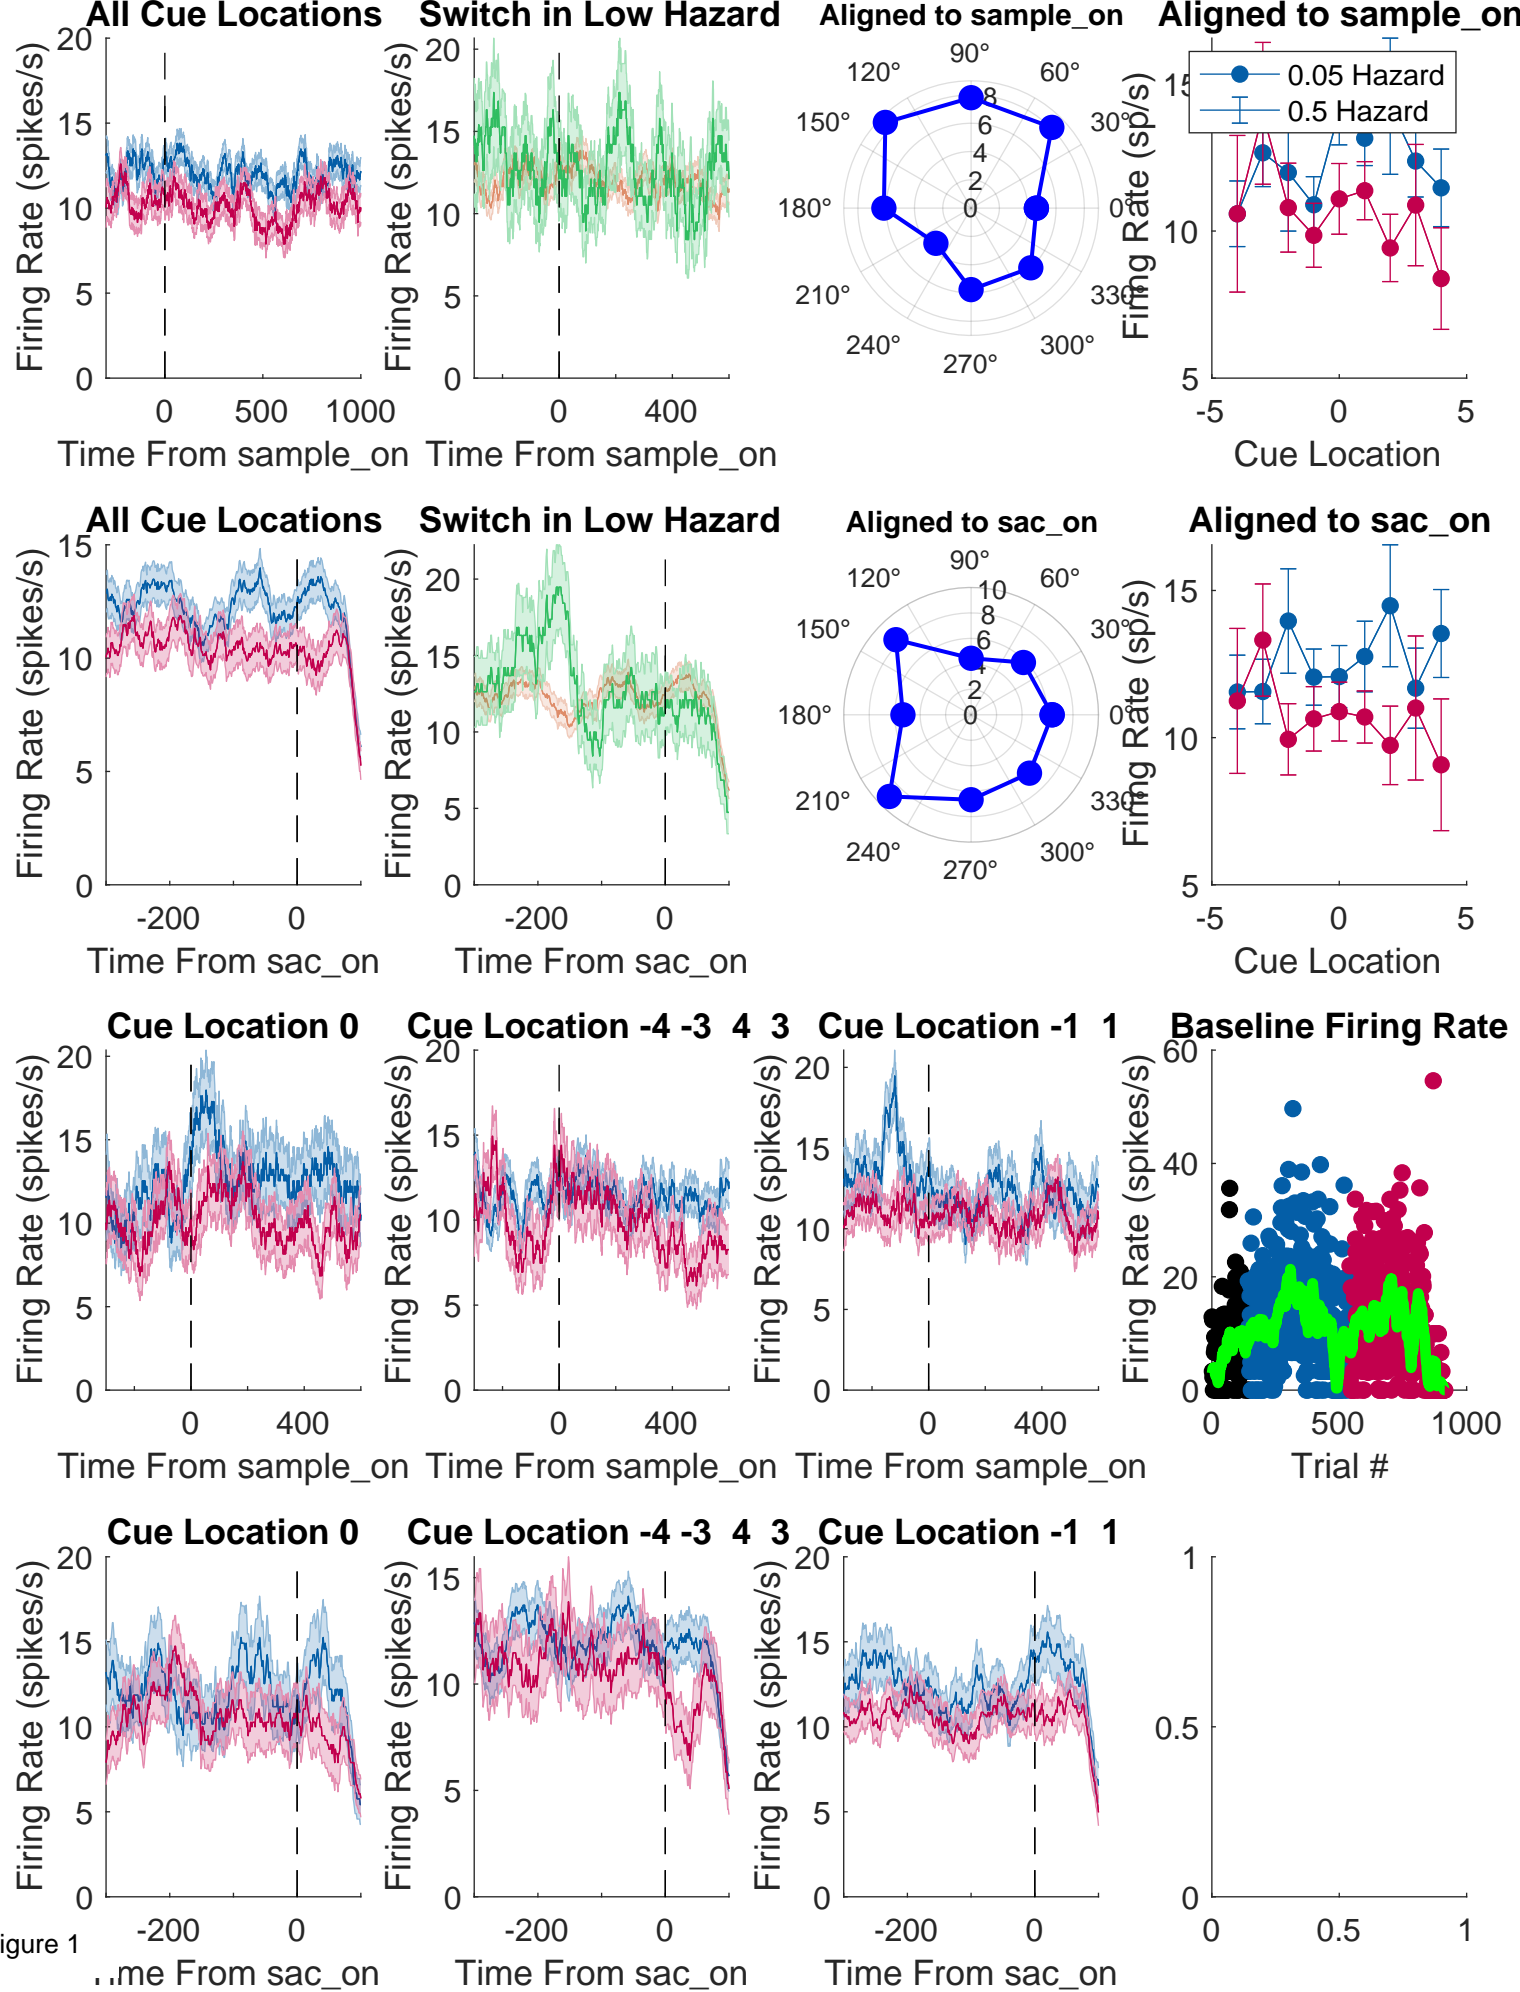 All Cue Locations
Firing Rate (spikes/s)
20
15
10
5
0
0 500 1000
Time From sample_on
Switch in Low Hazard
Firing Rate (spikes/s)
20
15
10
5
0
0 400
Time From sample_on
Aligned to sample_on
90°
120° 60°
150° 30°
180° 0°
210° 330°
240° 300°
270°
8
6
4
2
0
Aligned to sample_on
0.05 Hazard
0.5 Hazard
Firing Rate (sp/s)
15
10
5
-5 0 5
Cue Location
All Cue Locations
Firing Rate (spikes/s)
15
10
5
0
-200 0
Time From sac_on
Switch in Low Hazard
Firing Rate (spikes/s)
20
15
10
5
0
-200 0
Time From sac_on
Aligned to sac_on
90°
120° 60°
150° 30°
180° 0°
210° 330°
240° 300°
270°
10
8
6
4
2
0
Aligned to sac_on
Firing Rate (sp/s)
15
10
5
-5 0 5
Cue Location
Cue Location 0
Firing Rate (spikes/s)
20
15
10
5
0
0 400
Time From sample_on
Cue Location -4 -3 4 3
Firing Rate (spikes/s)
20
15
10
5
0
0 400
Time From sample_on
Cue Location -1 1
Firing Rate (spikes/s)
20
15
10
5
0
0 400
Time From sample_on
Baseline Firing Rate
Firing Rate (spikes/s)
60
40
20
0
0 500 1000
Trial #
Cue Location 0
Firing Rate (spikes/s)
20
15
10
5
0
-200 0
Time From sac_on
Cue Location -4 -3 4 3
Firing Rate (spikes/s)
15
10
5
0
-200 0
Time From sac_on
Cue Location -1 1
Firing Rate (spikes/s)
20
15
10
5
0
-200 0
Time From sac_on
1
0.5
0
0 0.5 1
igure 1